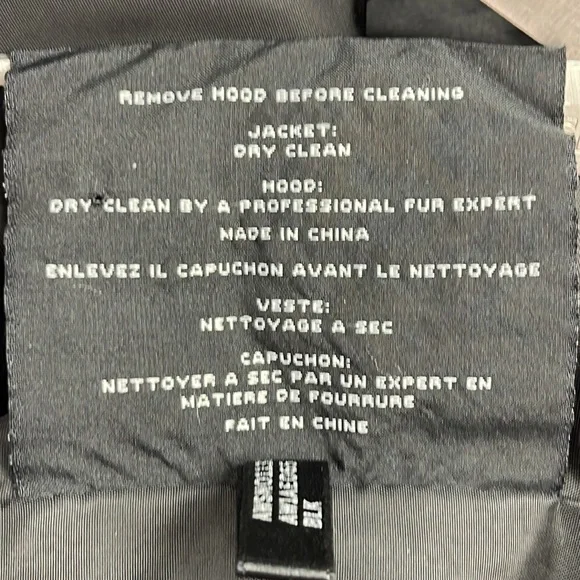 REMOVE HOOD BEFORE CLEANING
JACKET:
DRY CLEAN
HOOD:
DRY CLEAN BY A PROFESSIONAL FUR EXPERT
MADE IN CHINA
ENLEVEZ IL CAPUCHON AVANT LE NETTOYAGE
VESTE:
NETTOYAGE A SEC
CAPUCHON:
NETTOYER A SEC PAR UN EXPERT EN
MATIERE DE FOURRURE
FAIT EN CHINE
BLK